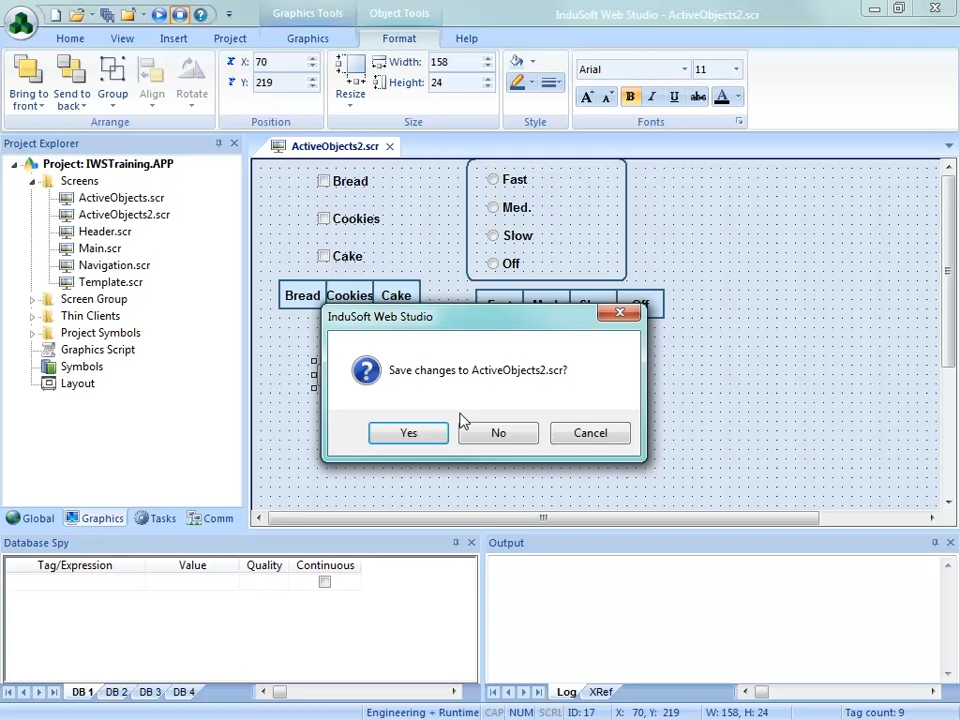 Graphics Tools Object Tools InduSoft Web Studio - ActiveObjects2.scr
Home View Insert Project Graphics Format Help
X: 70 Width: 158 Arial 11
Y: 219 Height: 24
Bring to front Send to back Group Align Rotate Resize B I U abc A
Arrange Position Size Style Fonts
Project Explorer
ActiveObjects2.scr
Project: IWSTraining.APP
Screens
ActiveObjects.scr
ActiveObjects2.scr
Header.scr
Main.scr
Navigation.scr
Template.scr
Screen Group
Thin Clients
Project Symbols
Graphics Script
Symbols
Layout
Global Graphics Tasks Comm
Bread
Cookies
Cake
Fast
Med.
Slow
Off
Bread Cookies Cake
InduSoft Web Studio
Save changes to ActiveObjects2.scr?
Yes No Cancel
Database Spy
Tag/Expression Value Quality Continuous
DB 1 DB 2 DB 3 DB 4
Output
Log XRef
Engineering + Runtime CAP NUM SCRL ID: 17 X: 70, Y: 219 W: 158, H: 24 Tag count: 9